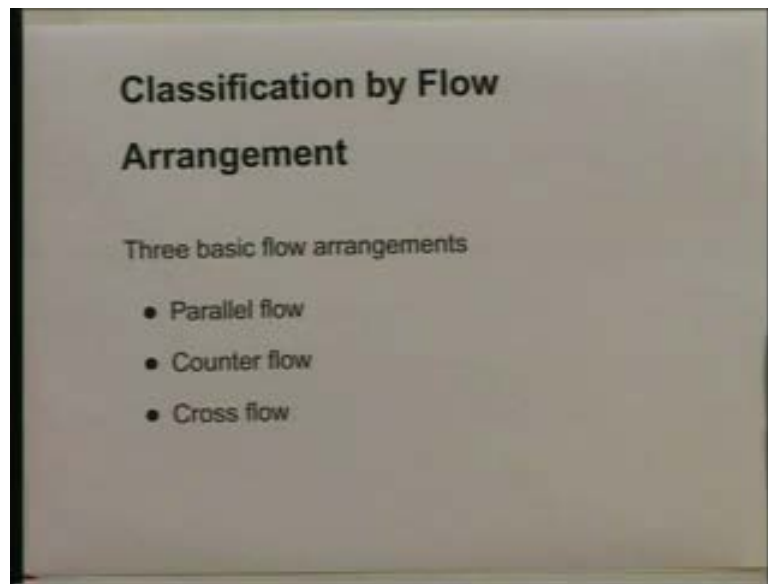 Classification by Flow
Arrangement
Three basic flow arrangements
• Parallel flow
• Counter flow
• Cross flow